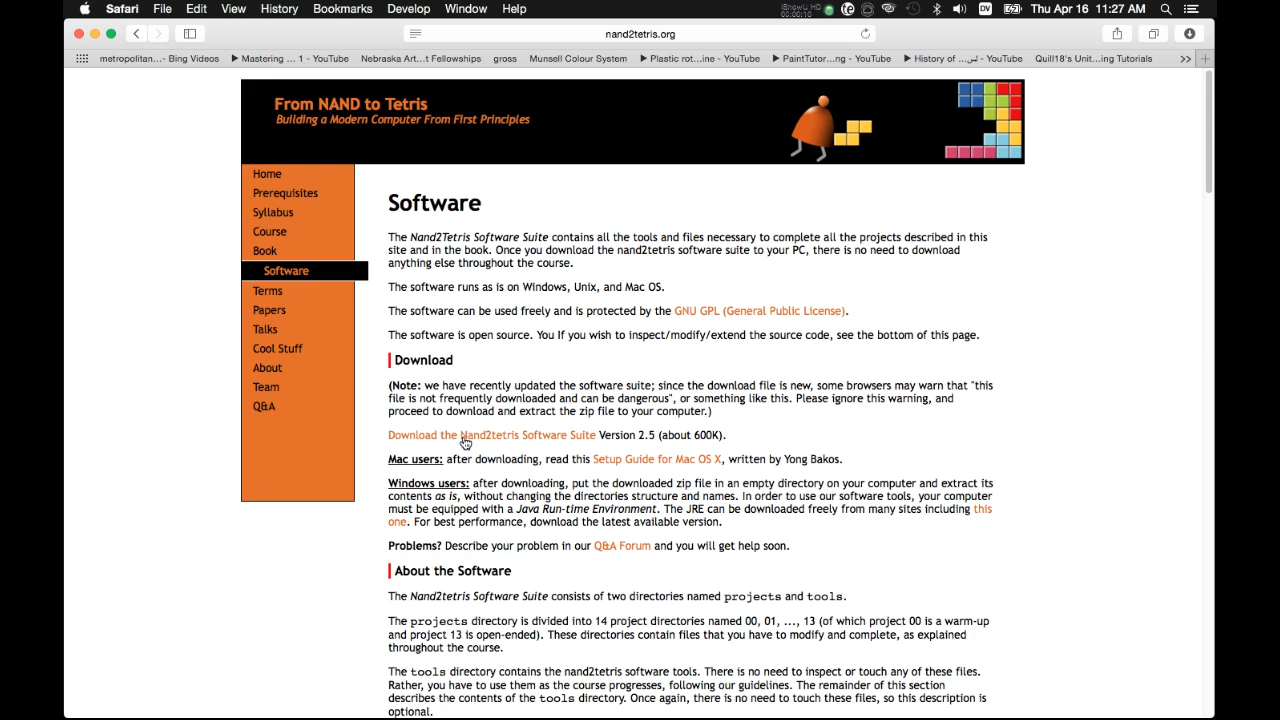 Safari File Edit View History Bookmarks Develop Window Help
iShowU HD
00:00:10
DV
Thu Apr 16 11:27 AM
nand2tetris.org
metropolitan...- Bing Videos ▶ Mastering ... 1 - YouTube Nebraska Art...t Fellowships gross Munsell Colour System ▶ Plastic rot...ine - YouTube ▶ PaintTutor...ng - YouTube ▶ History of ... - YouTube Quill18's Unit...ing Tutorials >> +
From NAND to Tetris
Building a Modern Computer From First Principles
Home
Prerequisites
Syllabus
Course
Book
Software
Terms
Papers
Talks
Cool Stuff
About
Team
Q&A
Software
The Nand2Tetris Software Suite contains all the tools and files necessary to complete all the projects described in this
site and in the book. Once you download the nand2tetris software suite to your PC, there is no need to download
anything else throughout the course.
The software runs as is on Windows, Unix, and Mac OS.
The software can be used freely and is protected by the GNU GPL (General Public License).
The software is open source. You If you wish to inspect/modify/extend the source code, see the bottom of this page.
Download
(Note: we have recently updated the software suite; since the download file is new, some browsers may warn that "this
file is not frequently downloaded and can be dangerous", or something like this. Please ignore this warning, and
proceed to download and extract the zip file to your computer.)
Download the Nand2tetris Software Suite Version 2.5 (about 600K).
Mac users: after downloading, read this Setup Guide for Mac OS X, written by Yong Bakos.
Windows users: after downloading, put the downloaded zip file in an empty directory on your computer and extract its
contents as is, without changing the directories structure and names. In order to use our software tools, your computer
must be equipped with a Java Run-time Environment. The JRE can be downloaded freely from many sites including this
one. For best performance, download the latest available version.
Problems? Describe your problem in our Q&A Forum and you will get help soon.
About the Software
The Nand2tetris Software Suite consists of two directories named projects and tools.
The projects directory is divided into 14 project directories named 00, 01, ..., 13 (of which project 00 is a warm-up
and project 13 is open-ended). These directories contain files that you have to modify and complete, as explained
throughout the course.
The tools directory contains the nand2tetris software tools. There is no need to inspect or touch any of these files.
Rather, you have to use them as the course progresses, following our guidelines. The remainder of this section
describes the contents of the tools directory. Once again, there is no need to touch these files, so this description is
optional.